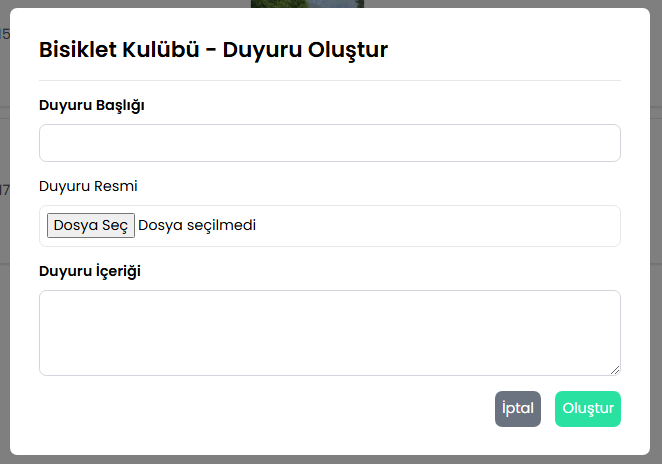 Bisiklet Kulübü - Duyuru Oluştur
Duyuru Başlığı
Duyuru Resmi
Dosya Seç Dosya seçilmedi
Duyuru İçeriği
İptal Oluştur